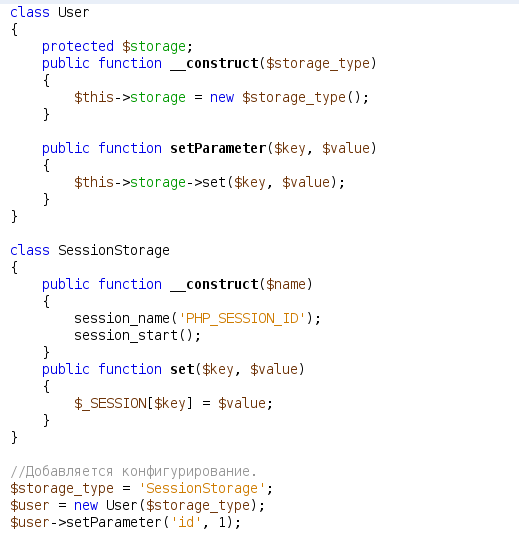 class User
{
    protected $storage;
    public function __construct($storage_type)
    {
        $this->storage = new $storage_type();
    }

    public function setParameter($key, $value)
    {
        $this->storage->set($key, $value);
    }
}

class SessionStorage
{
    public function __construct($name)
    {
        session_name('PHP_SESSION_ID');
        session_start();
    }
    public function set($key, $value)
    {
        $_SESSION[$key] = $value;
    }
}

//Добавляется конфигурирование.
$storage_type = 'SessionStorage';
$user = new User($storage_type);
$user->setParameter('id', 1);